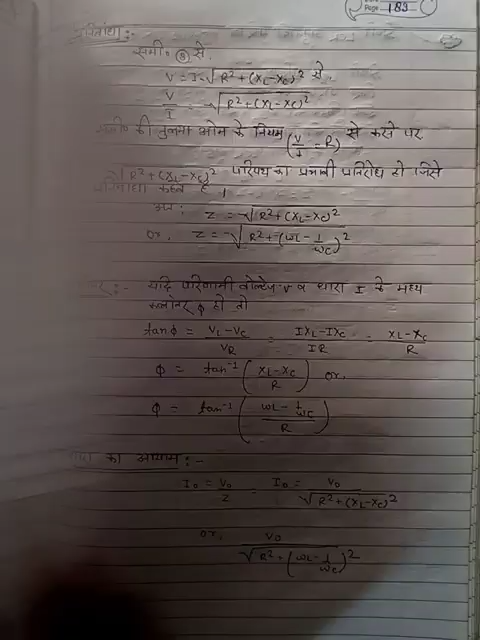 Page 183
प्रतिबाधा :-
समी० ⑧ से,
V = I√R²+(XL-XC)² से,
V/I = √R²+(XL-XC)²
समी० की तुलना ओम के नियम (V/I = R) से करने पर
√R²+(XL-XC)² परिपथ का प्रभावी प्रतिरोध हो जिसे
प्रतिबाधा कहते है ।
अतः Z = √R²+(XL-XC)²
or, Z = √R²+(ωL - 1/ωC)²
:- यदि परिणामी वोल्टेज V व धारा I के मध्य
कलांतर ϕ हो तो
tanϕ = VL-VC/VR = IXL-IXC/IR = XL-XC/R
ϕ = tan⁻¹(XL-XC/R) or,
ϕ = tan⁻¹(ωL - 1/ωC/R)
का आयाम :-
I0 = V0/Z = I0 = V0/√R²+(XL-XC)²
or, V0/√R²+(ωL-1/ωC)²